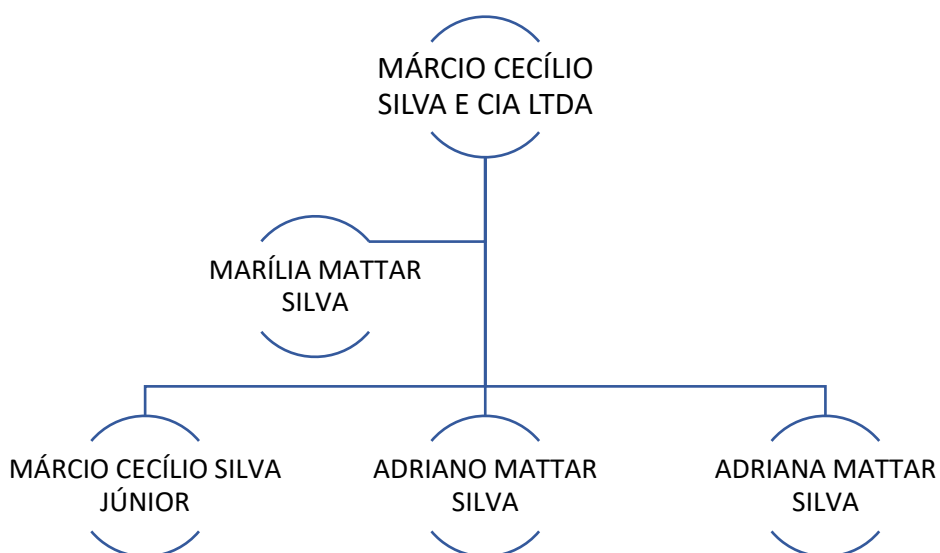 MÁRCIO CECÍLIO
SILVA E CIA LTDA
MARÍLIA MATTAR
SILVA
MÁRCIO CECÍLIO SILVA
JÚNIOR
ADRIANO MATTAR
SILVA
ADRIANA MATTAR
SILVA